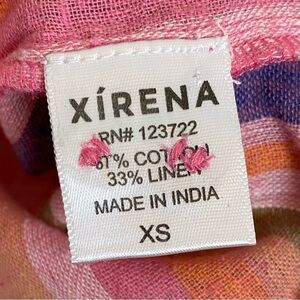 XÍRENA
RN# 123722
67% COTTON
33% LINEN
MADE IN INDIA
XS